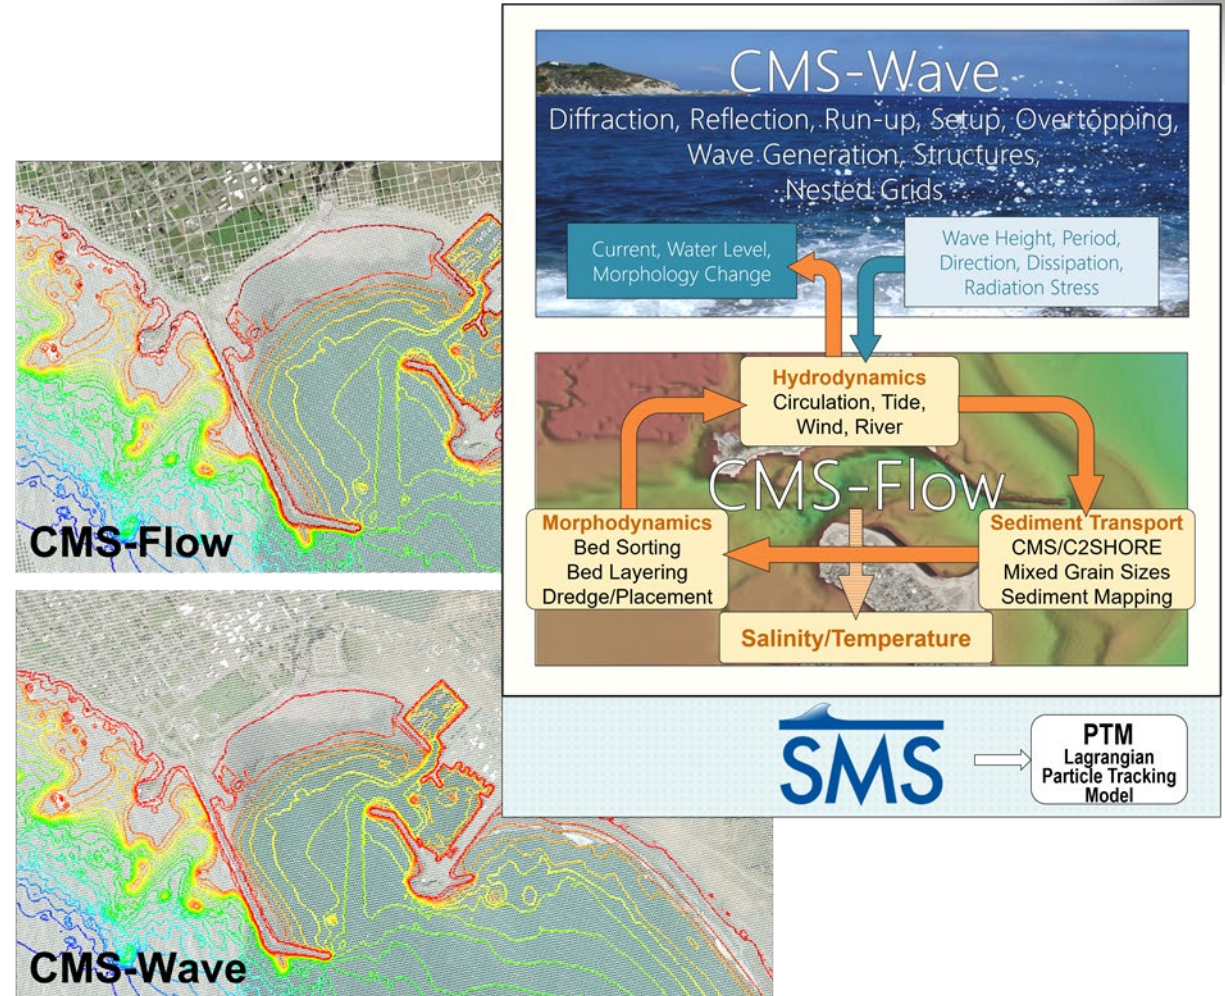 CMS-Wave
Diffraction, Reflection, Run-up, Setup, Overtopping,
Wave Generation, Structures,
Nested Grids
Current, Water Level,
Morphology Change
Wave Height, Period,
Direction, Dissipation,
Radiation Stress
Hydrodynamics
Circulation, Tide,
Wind, River
CMS-Flow
Morphodynamics
Bed Sorting
Bed Layering
Dredge/Placement
Sediment Transport
CMS/C2SHORE
Mixed Grain Sizes
Sediment Mapping
Salinity/Temperature
SMS
PTM
Lagrangian
Particle Tracking
Model
CMS-Flow
CMS-Wave